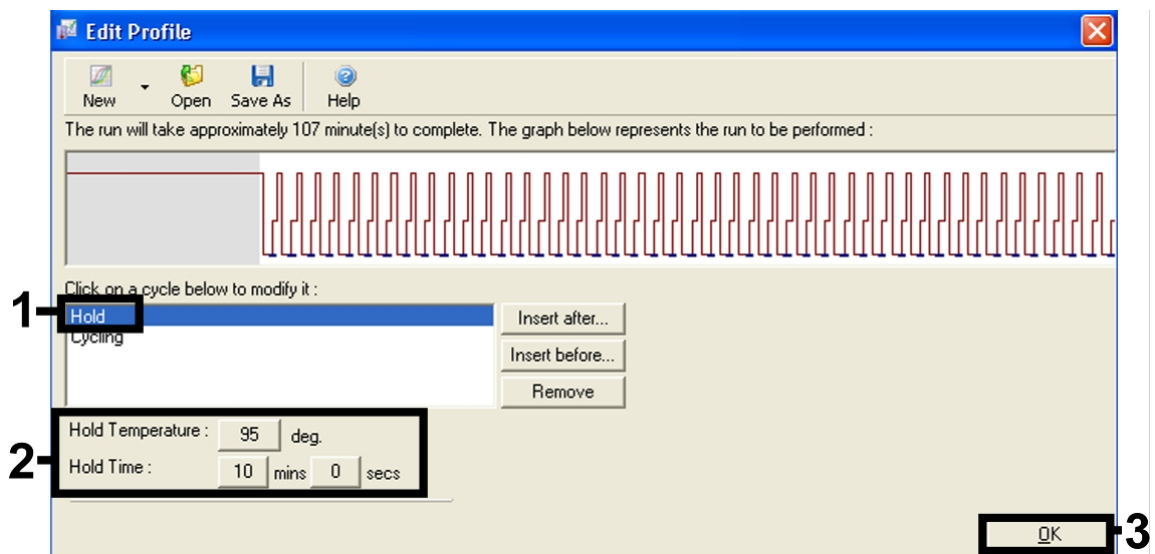 Edit Profile
New Open Save As Help
The run will take approximately 107 minute(s) to complete. The graph below represents the run to be performed :
Click on a cycle below to modify it :
1
Hold
Cycling
Insert after...
Insert before...
Remove
2
Hold Temperature : 95 deg.
Hold Time : 10 mins 0 secs
OK
3